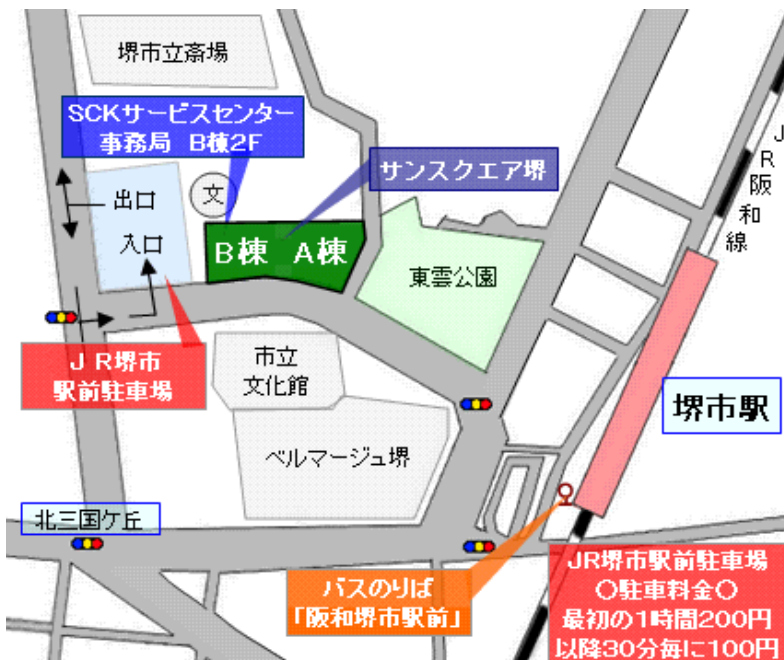 堺市立斎場
SCKサービスセンター
事務局 B棟2F
サンスクエア堺
JR阪和線
出口
文
入口
B棟 A棟
東雲公園
JR堺市
駅前駐車場
市立
文化館
堺市駅
ベルマージュ堺
北三国ケ丘
バスのりば
「阪和堺市駅前」
JR堺市駅前駐車場
○駐車料金○
最初の1時間200円
以降30分毎に100円